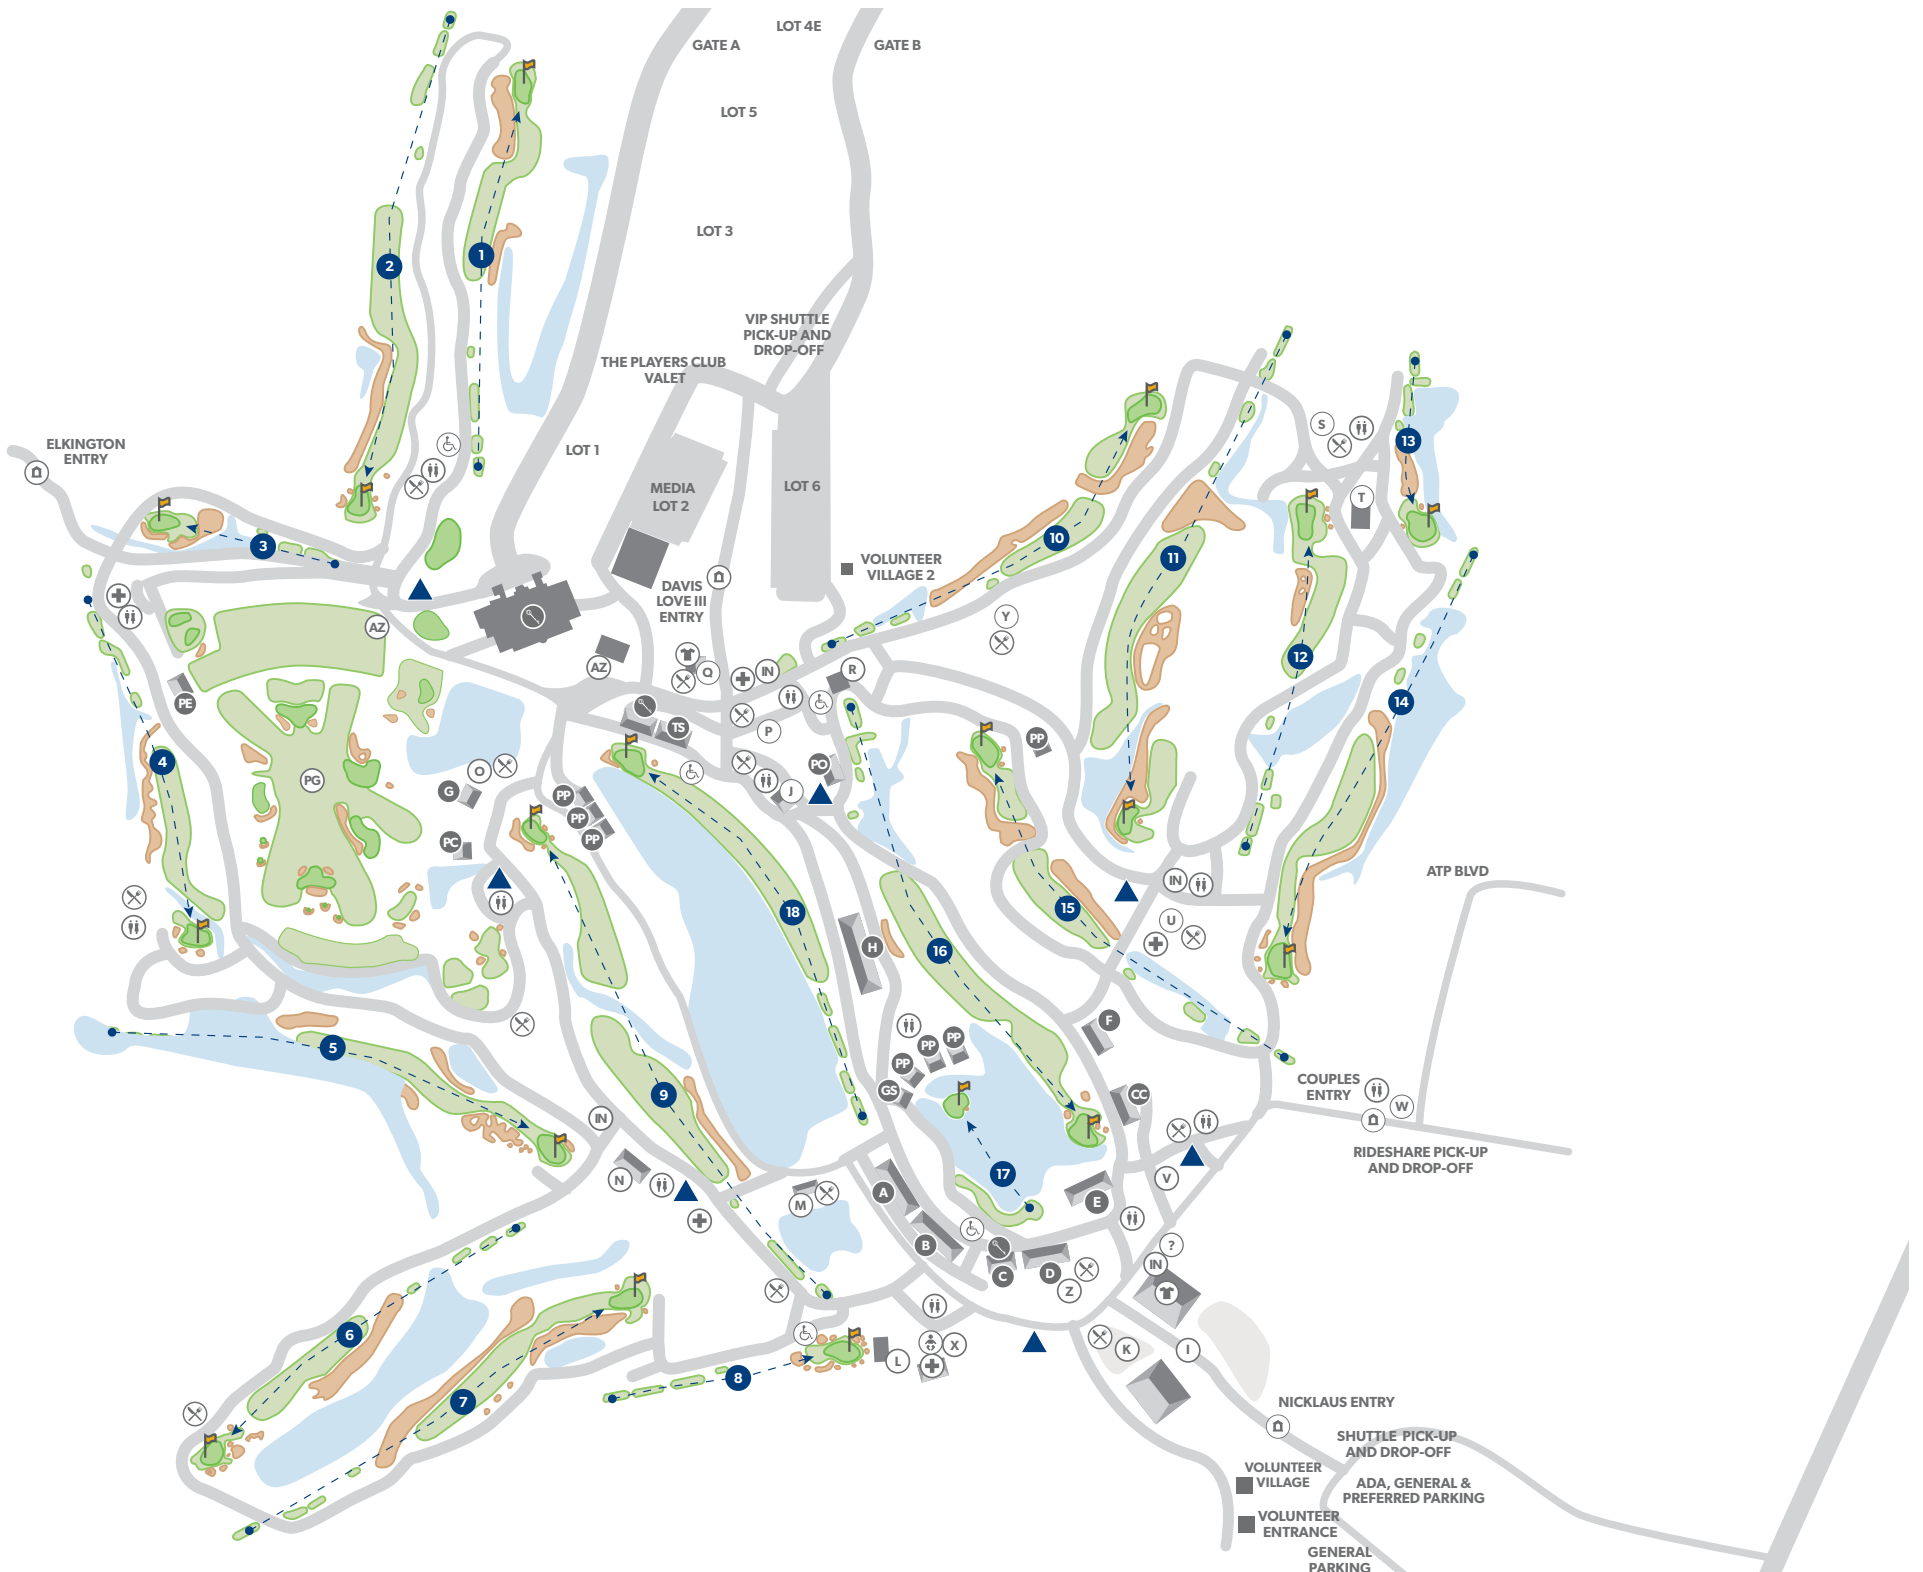 LOT 4E
GATE A
GATE B
LOT 5
LOT 3
1
2
VIP SHUTTLE
PICK-UP AND
DROP-OFF
THE PLAYERS CLUB
VALET
ELKINGTON
ENTRY
LOT 1
MEDIA
LOT 2
LOT 6
S
13
T
10
11
3
VOLUNTEER
VILLAGE 2
DAVIS
LOVE III
ENTRY
AZ
Y
12
AZ
Q
IN
R
PE
14
TS
P
PP
4
PO
O
PG
G
J
PP
PP
PP
PC
ATP BLVD
IN
18
15
U
H
16
F
5
PP
PP
PP
GS
CC
COUPLES
ENTRY
W
9
IN
RIDESHARE PICK-UP
AND DROP-OFF
17
N
V
A
M
E
B
?
IN
C
D
Z
6
X
K
I
L
8
7
NICKLAUS ENTRY
SHUTTLE PICK-UP
AND DROP-OFF
VOLUNTEER
VILLAGE
ADA, GENERAL &
PREFERRED PARKING
VOLUNTEER
ENTRANCE
GENERAL
PARKING